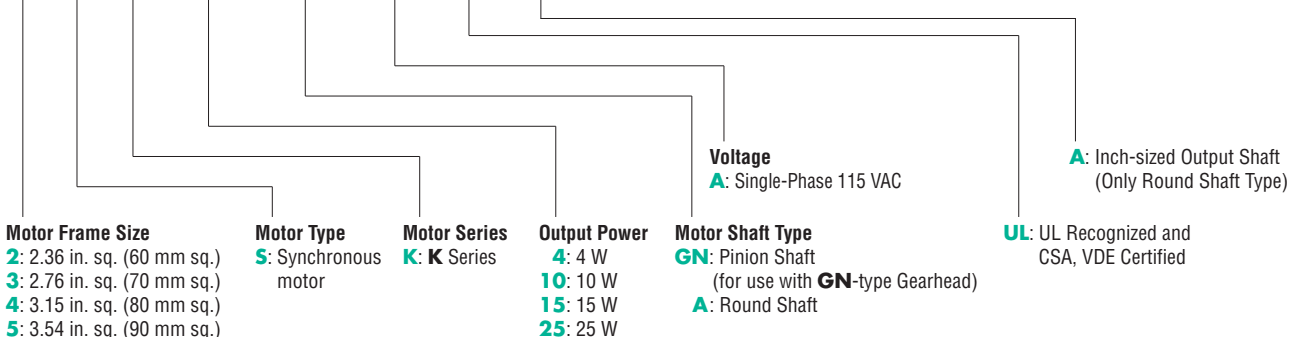 Voltage
A: Single-Phase 115 VAC
A: Inch-sized Output Shaft
(Only Round Shaft Type)
Motor Frame Size
2: 2.36 in. sq. (60 mm sq.)
3: 2.76 in. sq. (70 mm sq.)
4: 3.15 in. sq. (80 mm sq.)
5: 3.54 in. sq. (90 mm sq.)
Motor Type
S: Synchronous
motor
Motor Series
K: K Series
Output Power
4: 4 W
10: 10 W
15: 15 W
25: 25 W
Motor Shaft Type
GN: Pinion Shaft
(for use with GN-type Gearhead)
A: Round Shaft
UL: UL Recognized and
CSA, VDE Certified